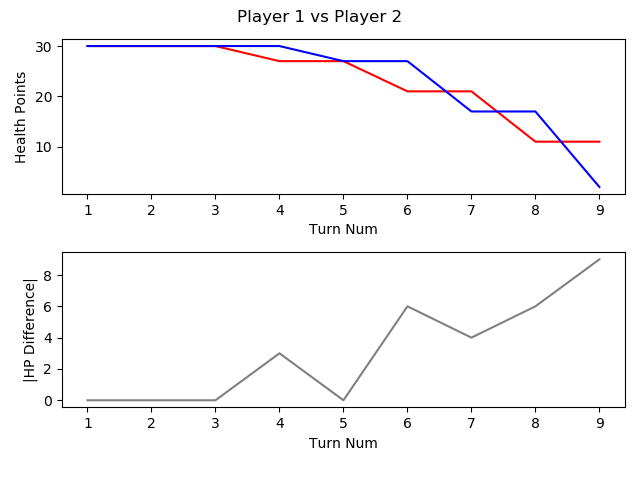 Player 1 vs Player 2
30
20
10
Health Points
1 2 3 4 5 6 7 8 9
Turn Num
8
6
4
2
0
|HP Difference|
1 2 3 4 5 6 7 8 9
Turn Num